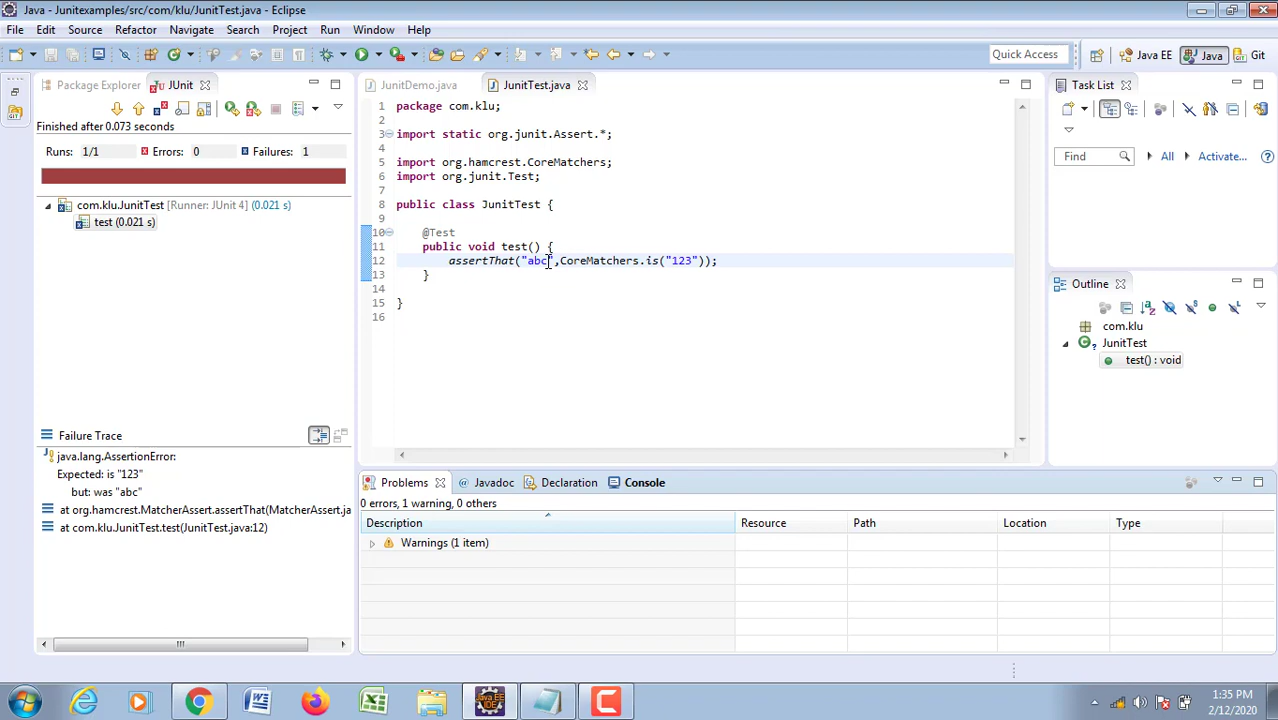 Java - Junitexamples/src/com/klu/JunitTest.java - Eclipse
File Edit Source Refactor Navigate Search Project Run Window Help
Quick Access
Java EE
Java
Git
Package Explorer
JUnit
Finished after 0.073 seconds
Runs: 1/1 Errors: 0 Failures: 1
com.klu.JunitTest [Runner: JUnit 4] (0.021 s)
test (0.021 s)
Failure Trace
java.lang.AssertionError:
Expected: is "123"
but: was "abc"
at org.hamcrest.MatcherAssert.assertThat(MatcherAssert.ja
at com.klu.JunitTest.test(JunitTest.java:12)
JunitDemo.java
JunitTest.java
1 package com.klu;
2
3 import static org.junit.Assert.*;
4
5 import org.hamcrest.CoreMatchers;
6 import org.junit.Test;
7
8 public class JunitTest {
9
10 @Test
11 public void test() {
12 assertThat("abc",CoreMatchers.is("123"));
13 }
14
15 }
16
Task List
Find
All
Activate...
Outline
com.klu
JunitTest
test() : void
Problems
Javadoc
Declaration
Console
0 errors, 1 warning, 0 others
Description Resource Path Location Type
Warnings (1 item)
Java EE
IDE
1:35 PM
2/12/2020